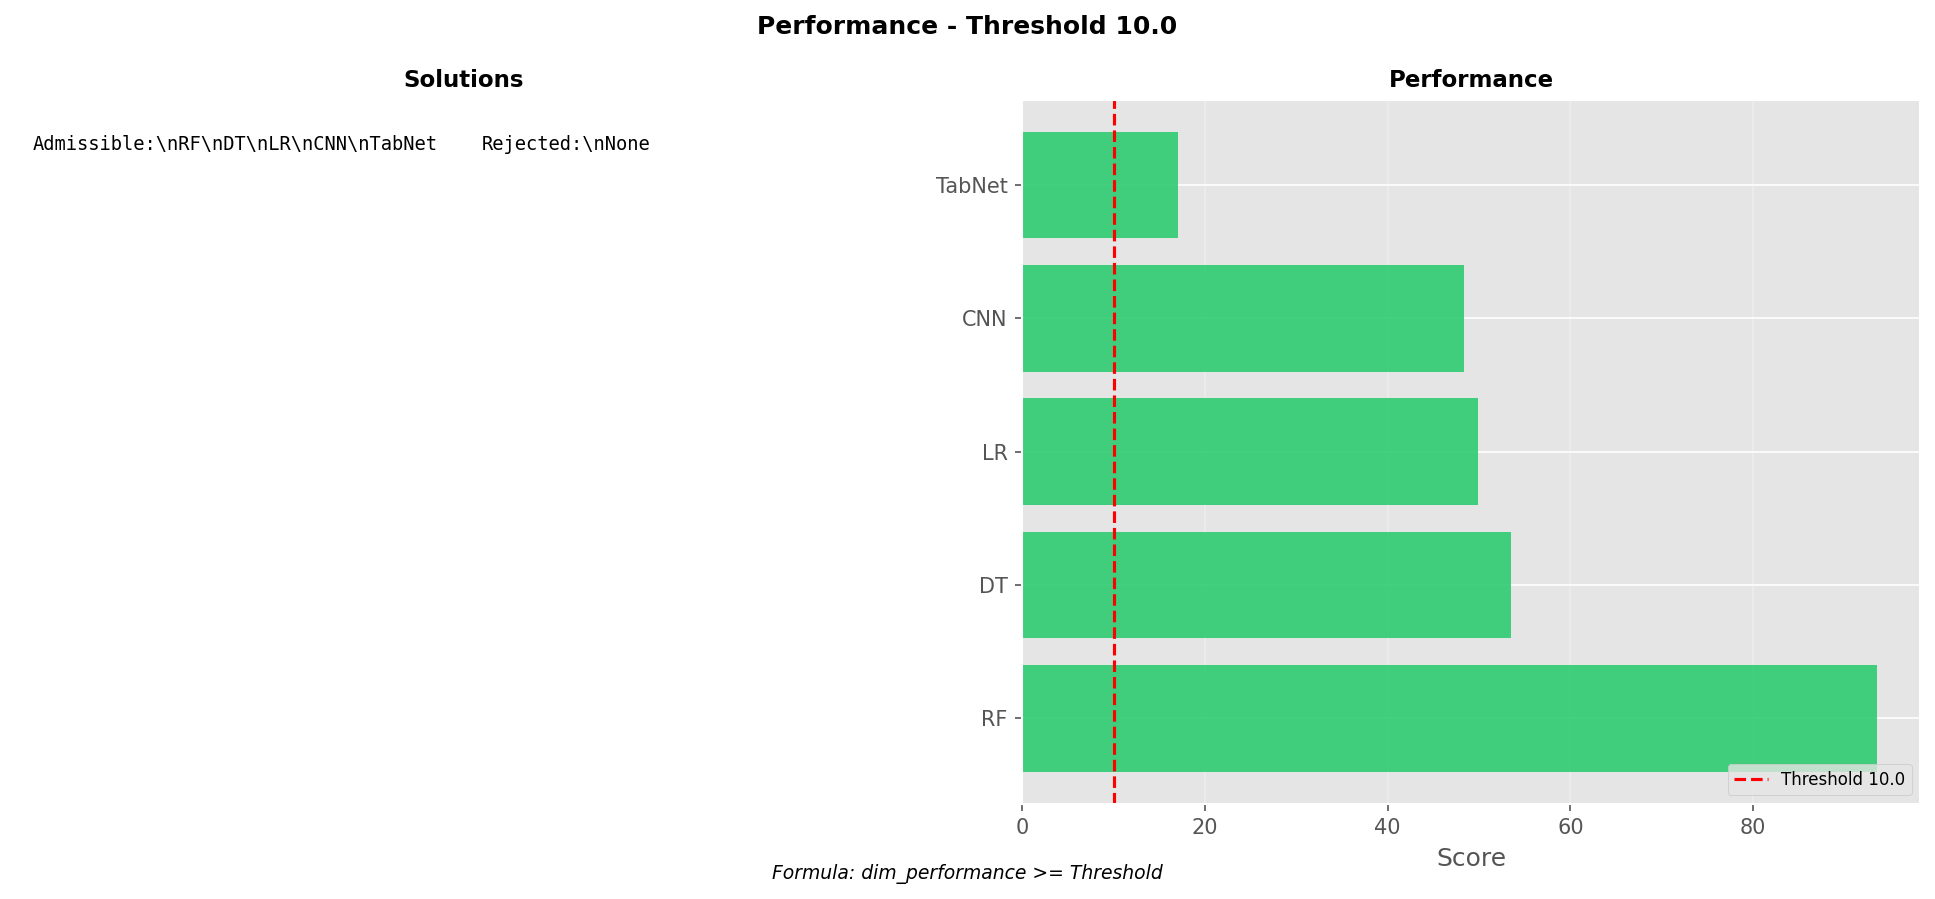 Performance - Threshold 10.0
Solutions
Admissible:\nRF\nDT\nLR\nCNN\nTabNet    Rejected:\nNone
Performance
TabNet
CNN
LR
DT
RF
Threshold 10.0
0 20 40 60 80
Score
Formula: dim_performance >= Threshold